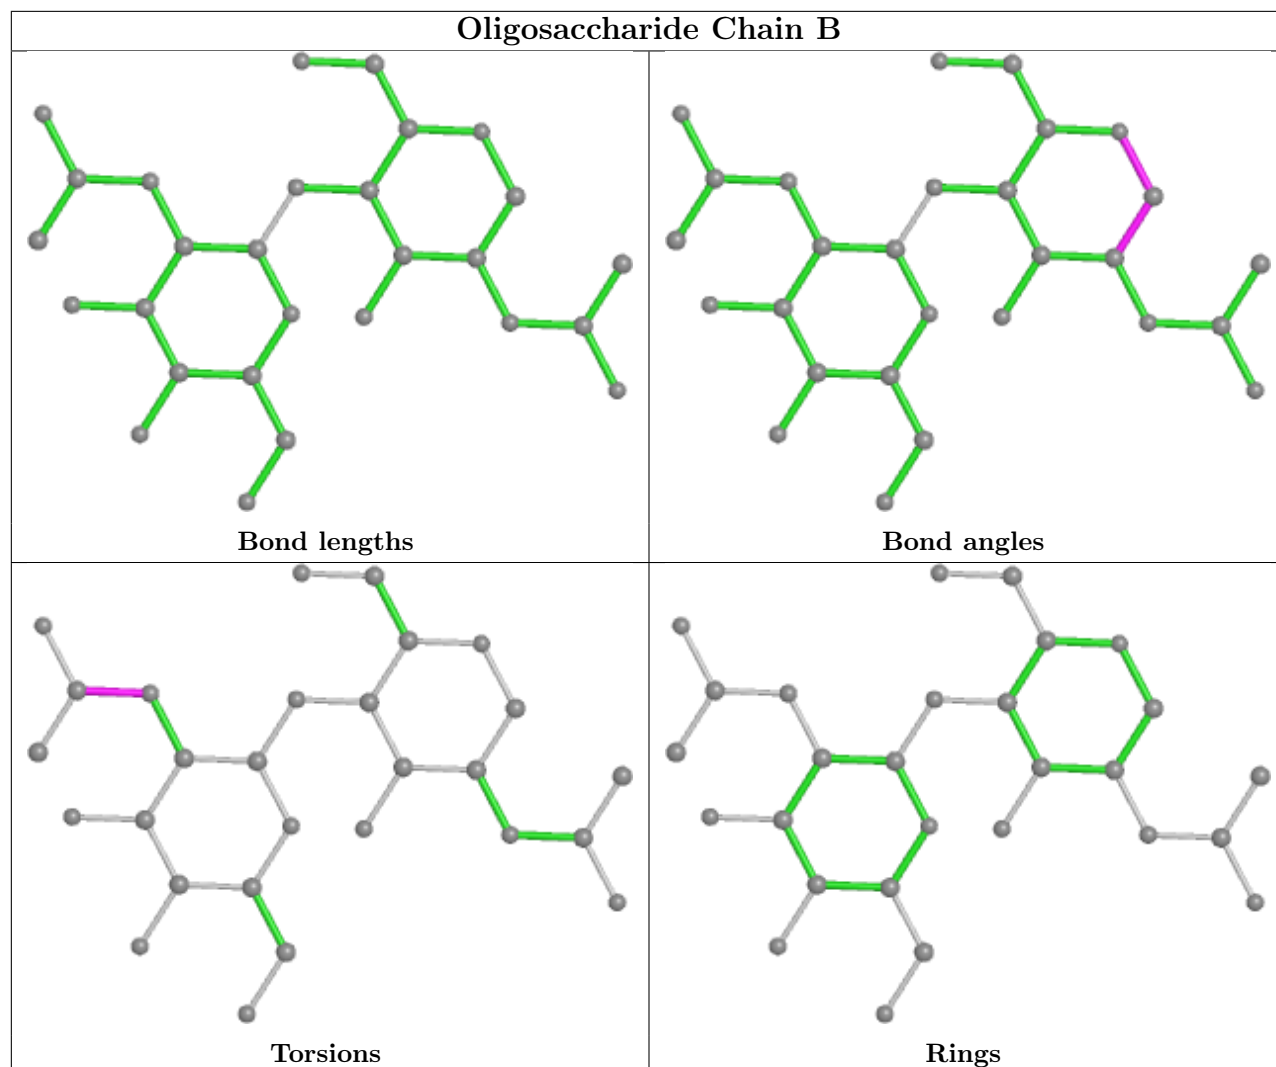 Oligosaccharide Chain B
Bond lengths
Bond angles
Torsions
Rings